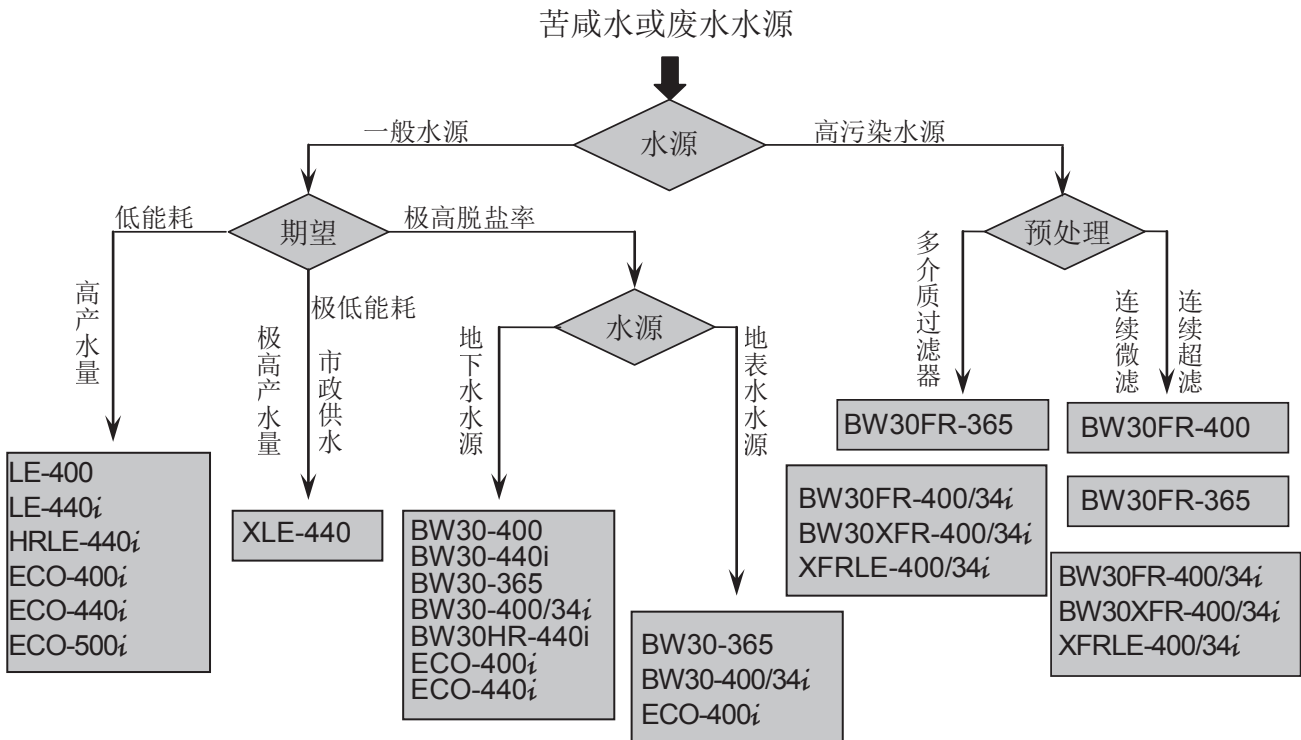 苦咸水或废水水源
水源
一般水源
高污染水源
期望
低能耗
极高脱盐率
预处理
高产水量
极低能耗
极高产水量
市政供水
水源
地下水水源
地表水水源
多介质过滤器
连续微滤
连续超滤
LE-400
LE-440i
HRLE-440i
ECO-400i
ECO-440i
ECO-500i
XLE-440
BW30-400
BW30-440i
BW30-365
BW30-400/34i
BW30HR-440i
ECO-400i
ECO-440i
BW30-365
BW30-400/34i
ECO-400i
BW30FR-365
BW30FR-400/34i
BW30XFR-400/34i
XFRLE-400/34i
BW30FR-400
BW30FR-365
BW30FR-400/34i
BW30XFR-400/34i
XFRLE-400/34i